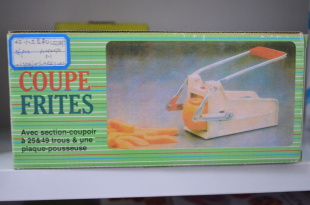 COUPE
FRITES
Avec section-coupoir
à 25&49 trous & une
plaque-pousseuse